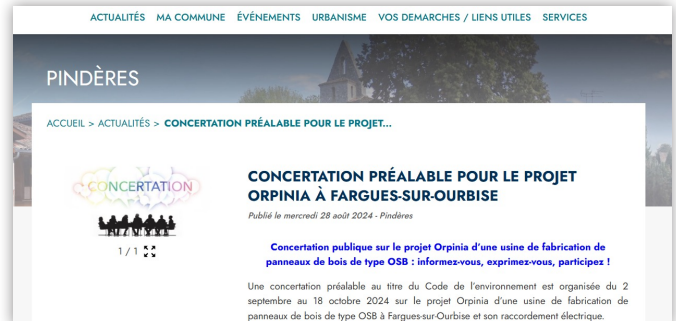 ACTUALITÉS MA COMMUNE ÉVÉNEMENTS URBANISME VOS DEMARCHES / LIENS UTILES SERVICES
PINDÈRES
ACCUEIL > ACTUALITÉS > CONCERTATION PRÉALABLE POUR LE PROJET...
CONCERTATION
1 / 1
CONCERTATION PRÉALABLE POUR LE PROJET
ORPINIA À FARGUES-SUR-OURBISE
Publié le mercredi 28 août 2024 - Pindères
Concertation publique sur le projet Orpinia d'une usine de fabrication de
panneaux de bois de type OSB : informez-vous, exprimez-vous, participez !
Une concertation préalable au titre du Code de l'environnement est organisée du 2
septembre au 18 octobre 2024 sur le projet Orpinia d'une usine de fabrication de
panneaux de bois de type OSB à Fargues-sur-Ourbise et son raccordement électrique.